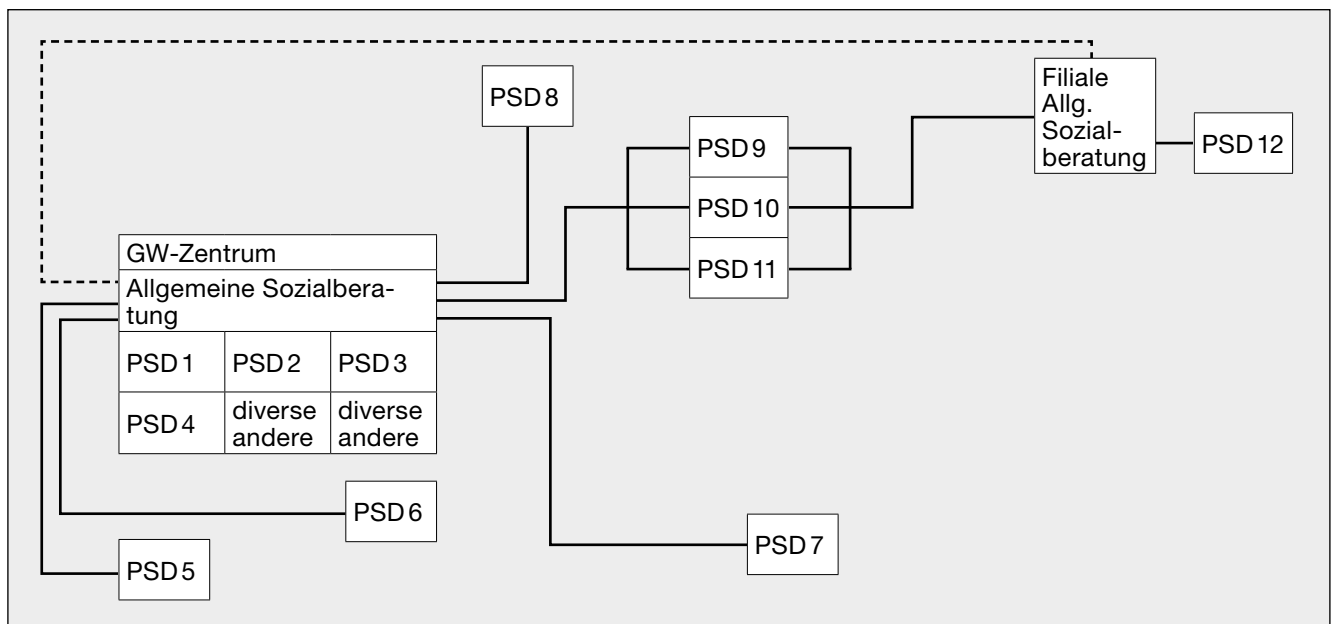 Filiale
Allg.
Sozial-
beratung
PSD 8
PSD 9
PSD 12
PSD 10
GW-Zentrum
PSD 11
Allgemeine Sozialbera-
tung
PSD 1 PSD 2 PSD 3
PSD 4 diverse andere diverse andere
PSD 6
PSD 7
PSD 5